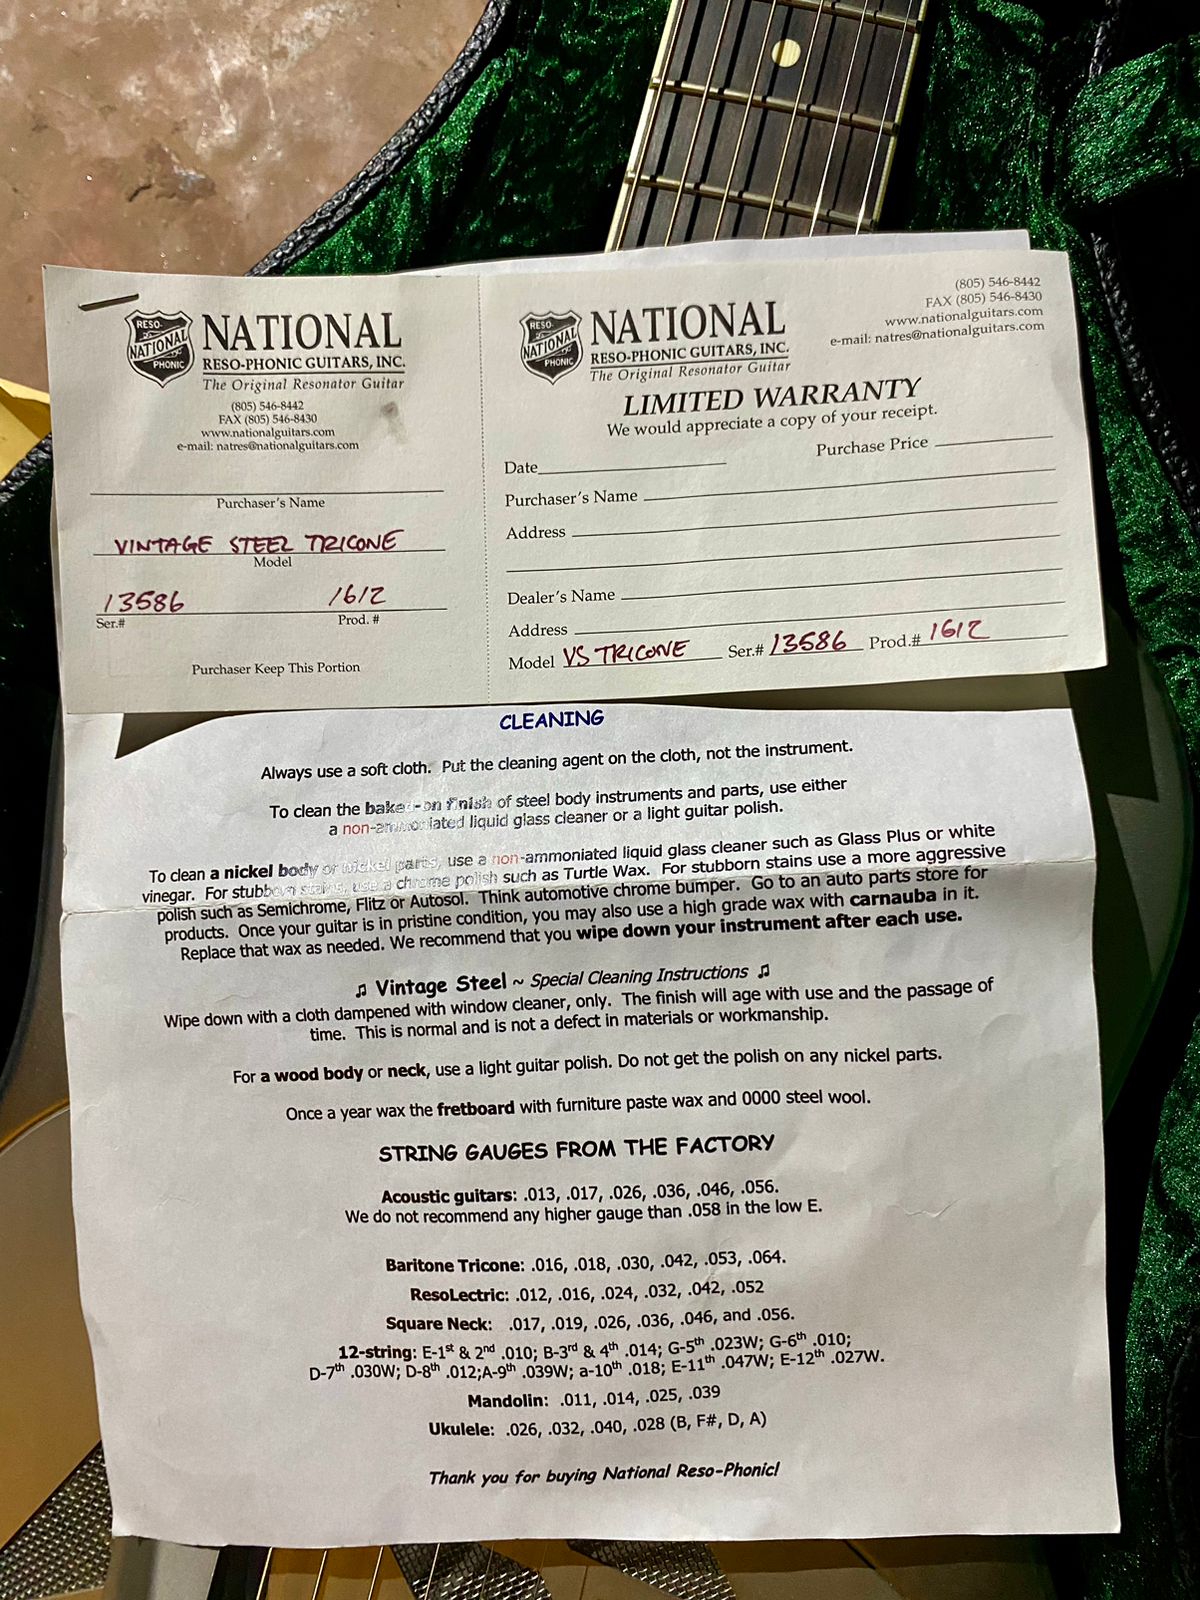 RESO-
NATIONAL
PHONIC
NATIONAL
RESO-PHONIC GUITARS, INC.
The Original Resonator Guitar
(805) 546-8442
FAX (805) 546-8430
www.nationalguitars.com
e-mail: natres@nationalguitars.com
Purchaser's Name
VINTAGE STEEL TRICONE
Model
13586 1612
Ser.# Prod. #
Purchaser Keep This Portion
RESO-
NATIONAL
PHONIC
NATIONAL
RESO-PHONIC GUITARS, INC.
The Original Resonator Guitar
(805) 546-8442
FAX (805) 546-8430
www.nationalguitars.com
e-mail: natres@nationalguitars.com
LIMITED WARRANTY
We would appreciate a copy of your receipt.
Date Purchase Price
Purchaser's Name
Address
Dealer's Name
Address
Model VS TRICONE Ser.# 13586 Prod.# 1612
CLEANING
Always use a soft cloth. Put the cleaning agent on the cloth, not the instrument.
To clean the baked-on finish of steel body instruments and parts, use either
a non-ammoniated liquid glass cleaner or a light guitar polish.
To clean a nickel body or nickel parts, use a non-ammoniated liquid glass cleaner such as Glass Plus or white
vinegar. For stubborn stains, use a chrome polish such as Turtle Wax. For stubborn stains use a more aggressive
polish such as Semichrome, Flitz or Autosol. Think automotive chrome bumper. Go to an auto parts store for
products. Once your guitar is in pristine condition, you may also use a high grade wax with carnauba in it.
Replace that wax as needed. We recommend that you wipe down your instrument after each use.
♫ Vintage Steel ~ Special Cleaning Instructions ♫
Wipe down with a cloth dampened with window cleaner, only. The finish will age with use and the passage of
time. This is normal and is not a defect in materials or workmanship.
For a wood body or neck, use a light guitar polish. Do not get the polish on any nickel parts.
Once a year wax the fretboard with furniture paste wax and 0000 steel wool.
STRING GAUGES FROM THE FACTORY
Acoustic guitars: .013, .017, .026, .036, .046, .056.
We do not recommend any higher gauge than .058 in the low E.
Baritone Tricone: .016, .018, .030, .042, .053, .064.
ResoLectric: .012, .016, .024, .032, .042, .052
Square Neck: .017, .019, .026, .036, .046, and .056.
12-string: E-1st & 2nd .010; B-3rd & 4th .014; G-5th .023W; G-6th .010;
D-7th .030W; D-8th .012;A-9th .039W; a-10th .018; E-11th .047W; E-12th .027W.
Mandolin: .011, .014, .025, .039
Ukulele: .026, .032, .040, .028 (B, F#, D, A)
Thank you for buying National Reso-Phonic!